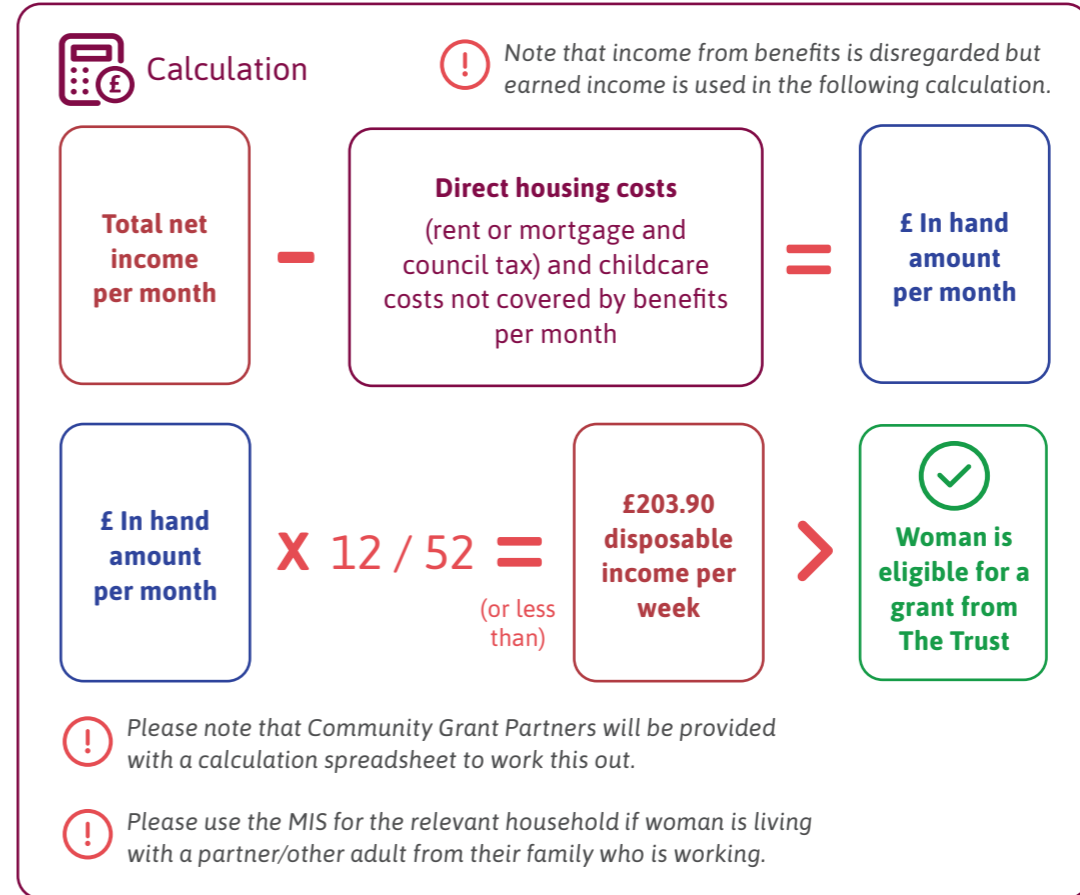 £
Calculation
!
Note that income from benefits is disregarded but
earned income is used in the following calculation.
Total net
income
per month
–
Direct housing costs
(rent or mortgage and
council tax) and childcare
costs not covered by benefits
per month
=
£ In hand
amount
per month
£ In hand
amount
per month
X 12 / 52 =
(or less
than)
£203.90
disposable
income per
week
>
Woman is
eligible for a
grant from
The Trust
!
Please note that Community Grant Partners will be provided
with a calculation spreadsheet to work this out.
!
Please use the MIS for the relevant household if woman is living
with a partner/other adult from their family who is working.